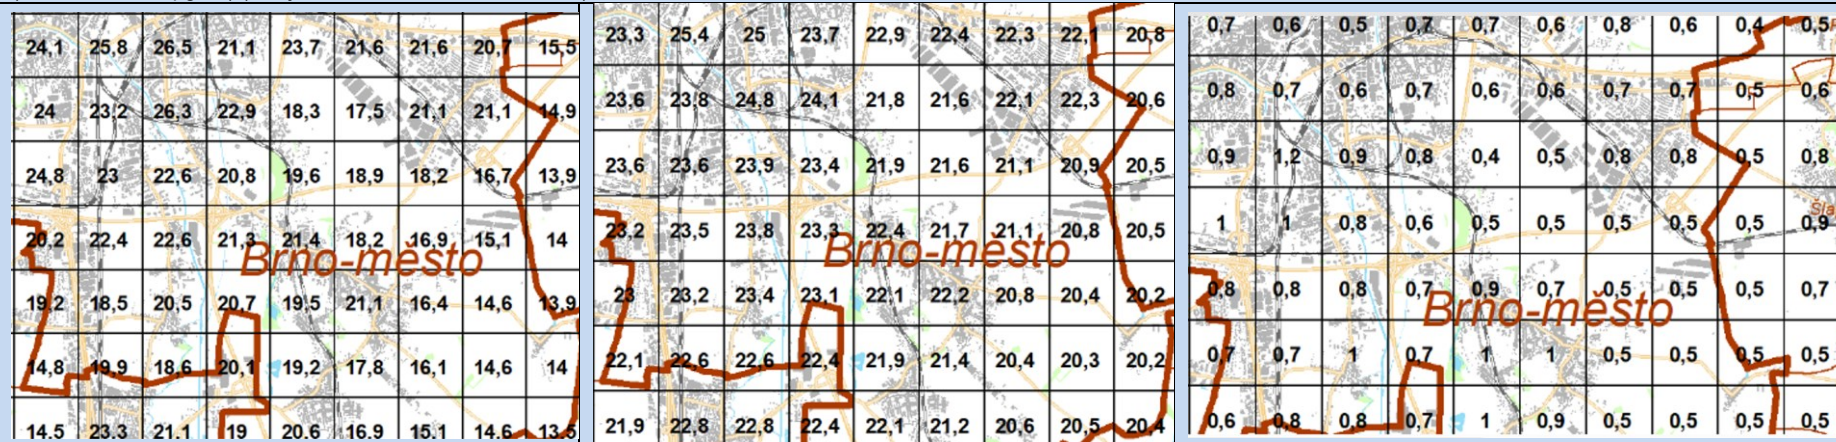 24,1 25,8 26,5 21,1 23,7 21,6 21,6 20,7 15,5
24 23,2 26,3 22,9 18,3 17,5 21,1 21,1 14,9
24,8 23 22,6 20,8 19,6 18,9 18,2 16,7 13,9
20,2 22,4 22,6 21,3 21,4 18,2 16,9 15,1 14
Brno-město
19,2 18,5 20,5 20,7 19,5 21,1 16,4 14,6 13,9
14,8 19,9 18,6 20,1 19,2 17,8 16,1 14,6 14
14,5 23,3 21,1 19 20,6 16,9 15,1 14,6 13,5
23,3 25,4 25 23,7 22,9 22,4 22,3 22,1 20,8
23,6 23,8 24,8 24,1 21,8 21,6 22,1 22,3 20,6
23,6 23,6 23,9 23,4 21,9 21,6 21,1 20,9 20,5
23,2 23,5 23,8 23,3 22,4 21,7 21,1 20,8 20,5
Brno-město
23 23,2 23,4 23,1 22,1 22,2 20,8 20,4 20,2
22,1 22,6 22,6 22,4 21,9 21,4 20,4 20,3 20,2
21,9 22,8 22,8 22,4 22,1 21,2 20,6 20,5 20,4
0,7 0,6 0,5 0,7 0,7 0,6 0,8 0,6 0,4 0,5
0,8 0,7 0,6 0,7 0,6 0,6 0,7 0,7 0,5 0,6
0,9 1,2 0,9 0,8 0,4 0,5 0,8 0,8 0,5 0,8
1 1 0,8 0,6 0,5 0,5 0,5 0,5 0,5 0,9
Sla
0,8 0,8 0,8 0,7 0,9 0,7 0,5 0,5 0,5 0,7
Brno-město
0,7 0,7 1 0,7 1 1 0,5 0,5 0,5 0,5
0,6 0,8 0,8 0,7 1 0,9 0,5 0,5 0,5 0,5